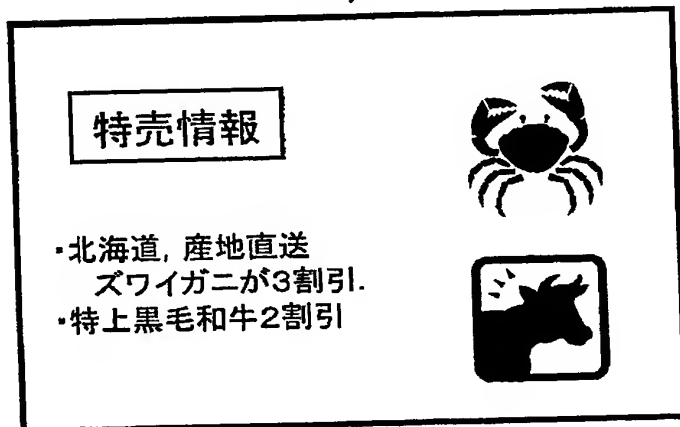 特売情報
・北海道, 産地直送
ズワイガニが3割引.
・特上黒毛和牛2割引